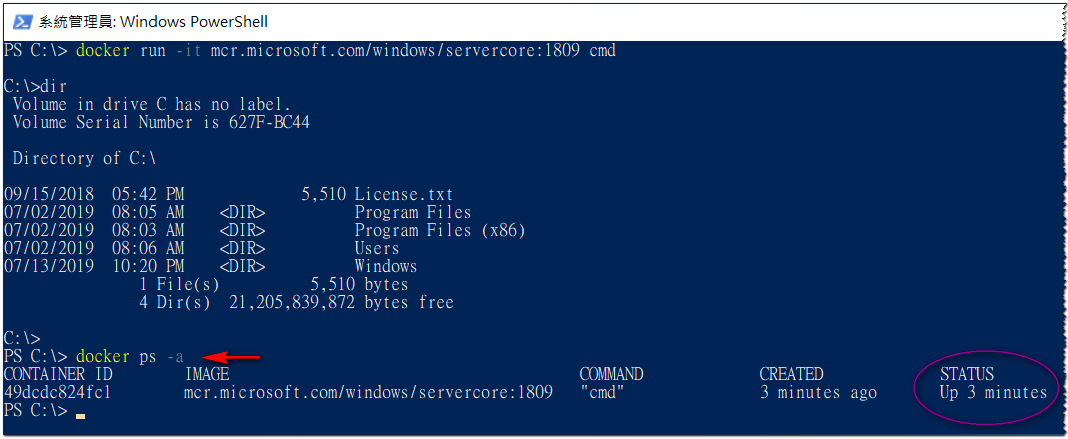 系統管理員: Windows PowerShell
PS C:\> docker run -it mcr.microsoft.com/windows/servercore:1809 cmd
C:\>dir
 Volume in drive C has no label.
 Volume Serial Number is 627F-BC44
 Directory of C:\
09/15/2018  05:42 PM             5,510 License.txt
07/02/2019  08:05 AM    <DIR>          Program Files
07/02/2019  08:03 AM    <DIR>          Program Files (x86)
07/02/2019  08:06 AM    <DIR>          Users
07/13/2019  10:20 PM    <DIR>          Windows
               1 File(s)          5,510 bytes
               4 Dir(s)  21,205,839,872 bytes free
C:\>
PS C:\> docker ps -a
CONTAINER ID        IMAGE                                       COMMAND             CREATED             STATUS
49dcdc824fc1        mcr.microsoft.com/windows/servercore:1809   "cmd"               3 minutes ago       Up 3 minutes
PS C:\>